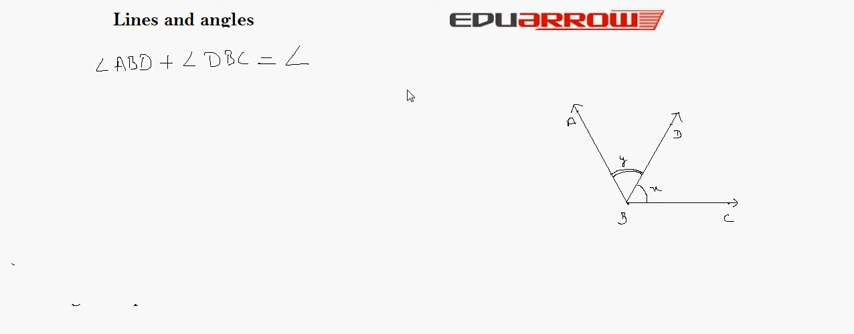 Lines and angles
EDUARROW
∠ABD + ∠DBC = ∠
A
D
y
x
B
C